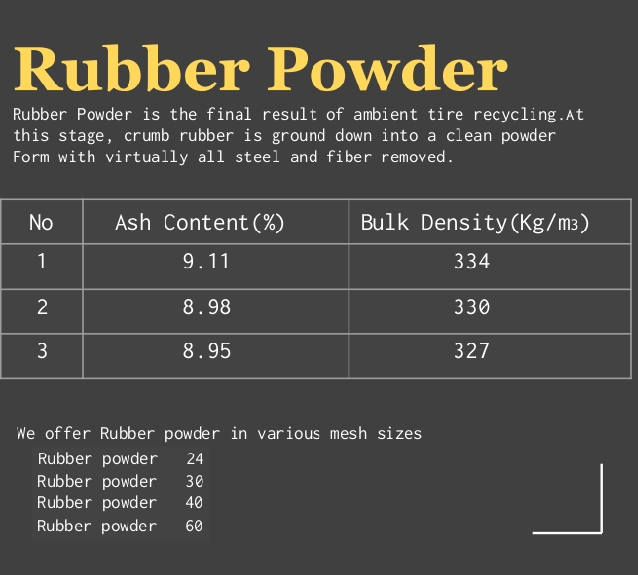 Rubber Powder
Rubber Powder is the final result of ambient tire recycling.At
this stage, crumb rubber is ground down into a clean powder
Form with virtually all steel and fiber removed.
No Ash Content(%) Bulk Density(Kg/m3)
1 9.11 334
2 8.98 330
3 8.95 327
We offer Rubber powder in various mesh sizes
Rubber powder 24
Rubber powder 30
Rubber powder 40
Rubber powder 60